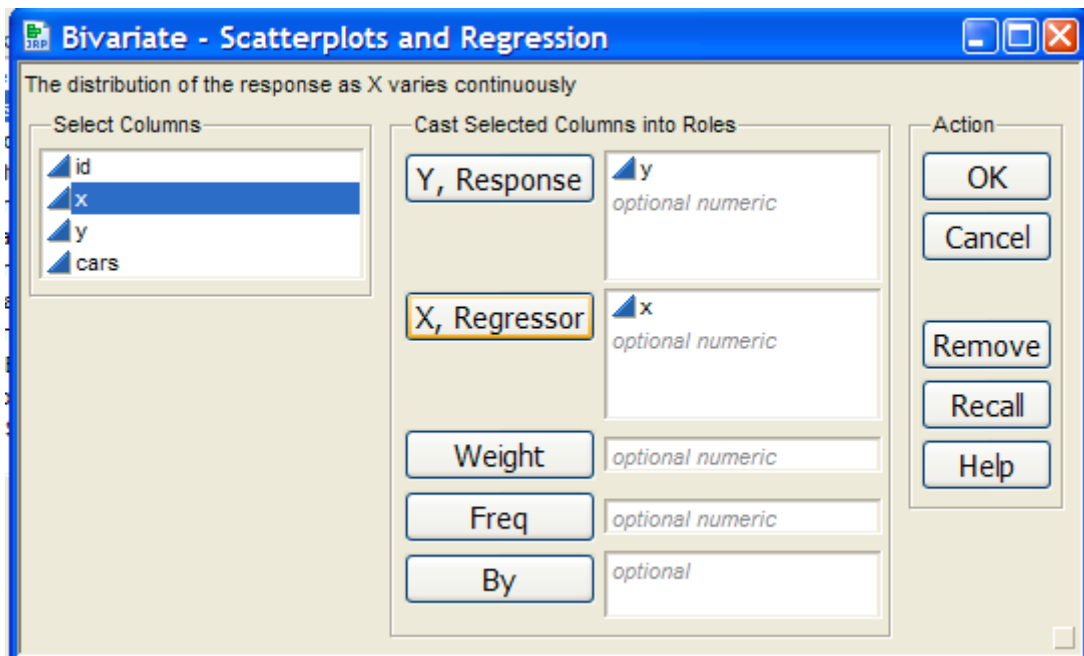 JRP
Bivariate - Scatterplots and Regression
The distribution of the response as X varies continuously
Select Columns
id
x
y
cars
Cast Selected Columns into Roles
Y, Response
y
optional numeric
X, Regressor
x
optional numeric
Weight
optional numeric
Freq
optional numeric
By
optional
Action
OK
Cancel
Remove
Recall
Help